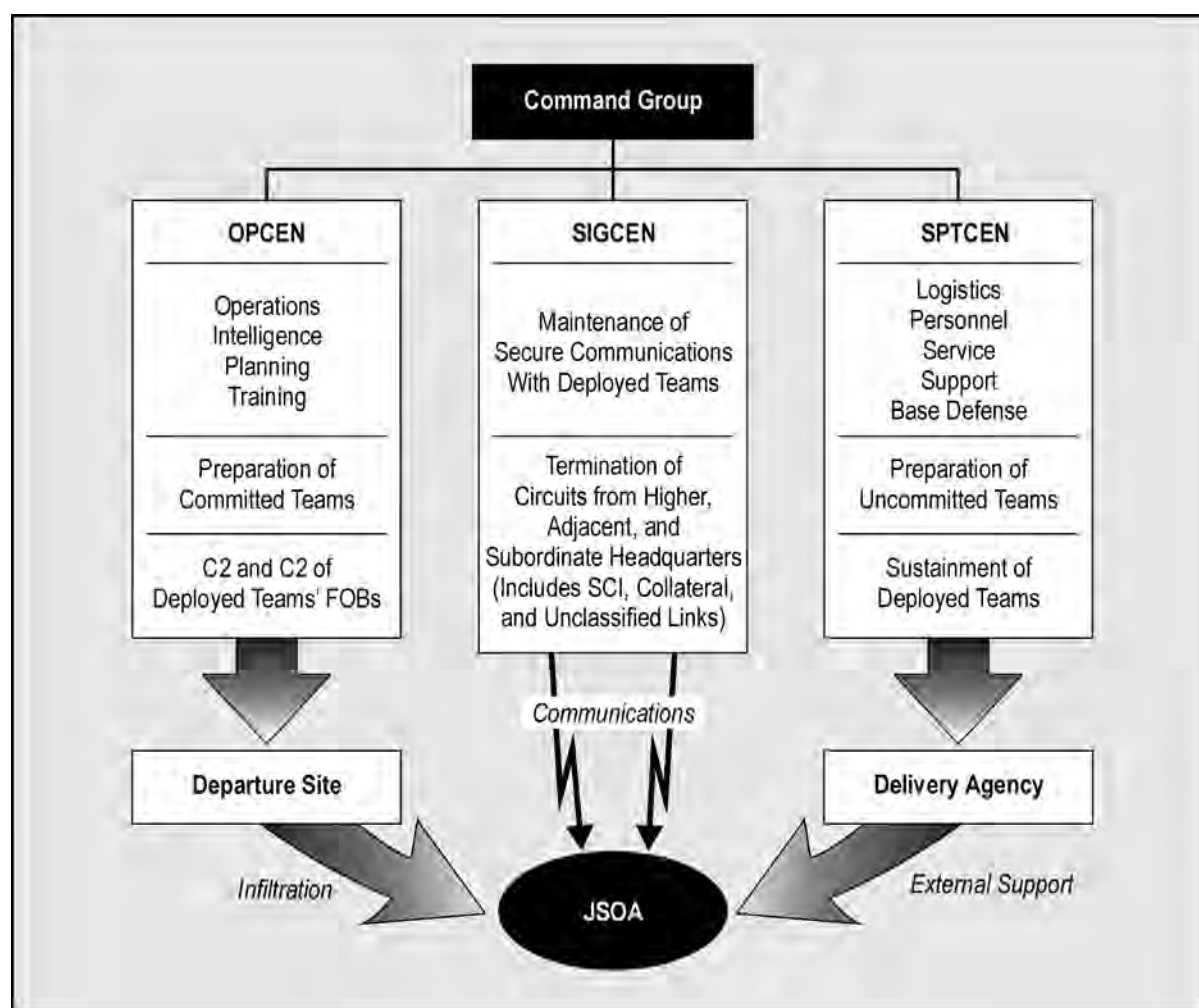 Command Group
OPCEN
Operations
Intelligence
Planning
Training
Preparation of
Committed Teams
C2 and C2 of
Deployed Teams' FOBs
SIGCEN
Maintenance of
Secure Communications
With Deployed Teams
Termination of
Circuits from Higher,
Adjacent, and
Subordinate Headquarters
(Includes SCI, Collateral,
and Unclassified Links)
SPTCEN
Logistics
Personnel
Service
Support
Base Defense
Preparation of
Uncommitted Teams
Sustainment of
Deployed Teams
Communications
Departure Site
Delivery Agency
Infiltration
External Support
JSOA